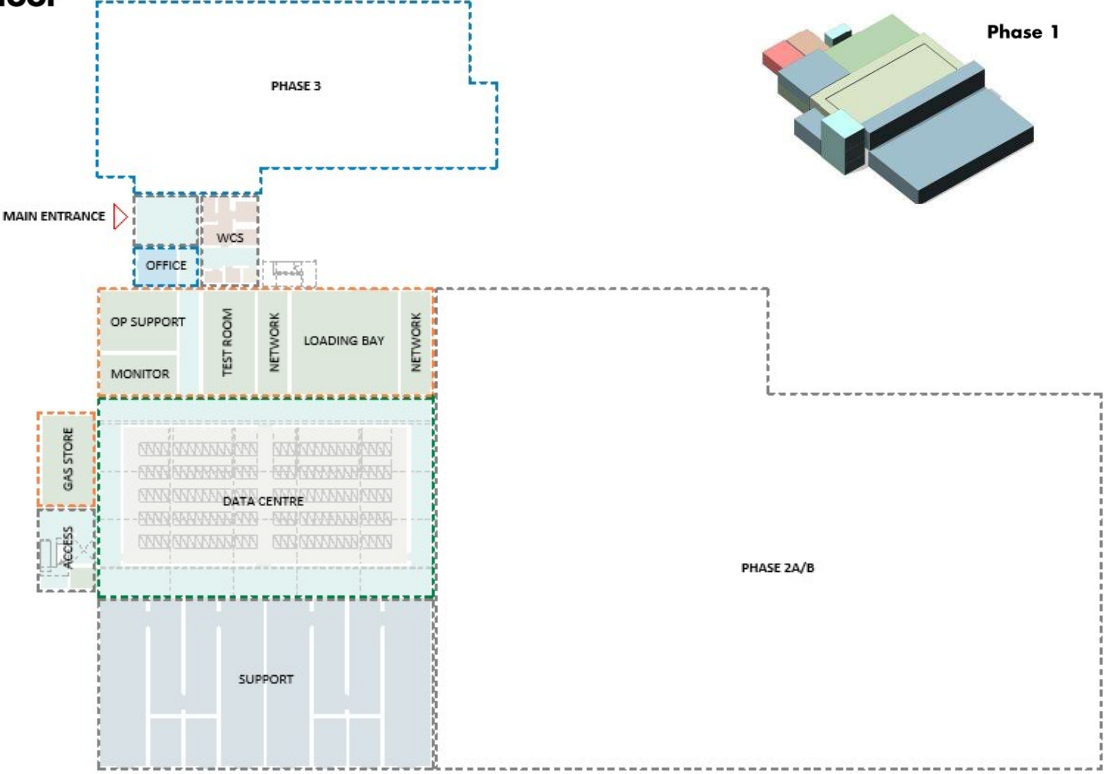 Phase 1
PHASE 3
MAIN ENTRANCE
WCS
OFFICE
OP SUPPORT
TEST ROOM
NETWORK
LOADING BAY
NETWORK
MONITOR
GAS STORE
DATA CENTRE
ACCESS
PHASE 2A/B
SUPPORT